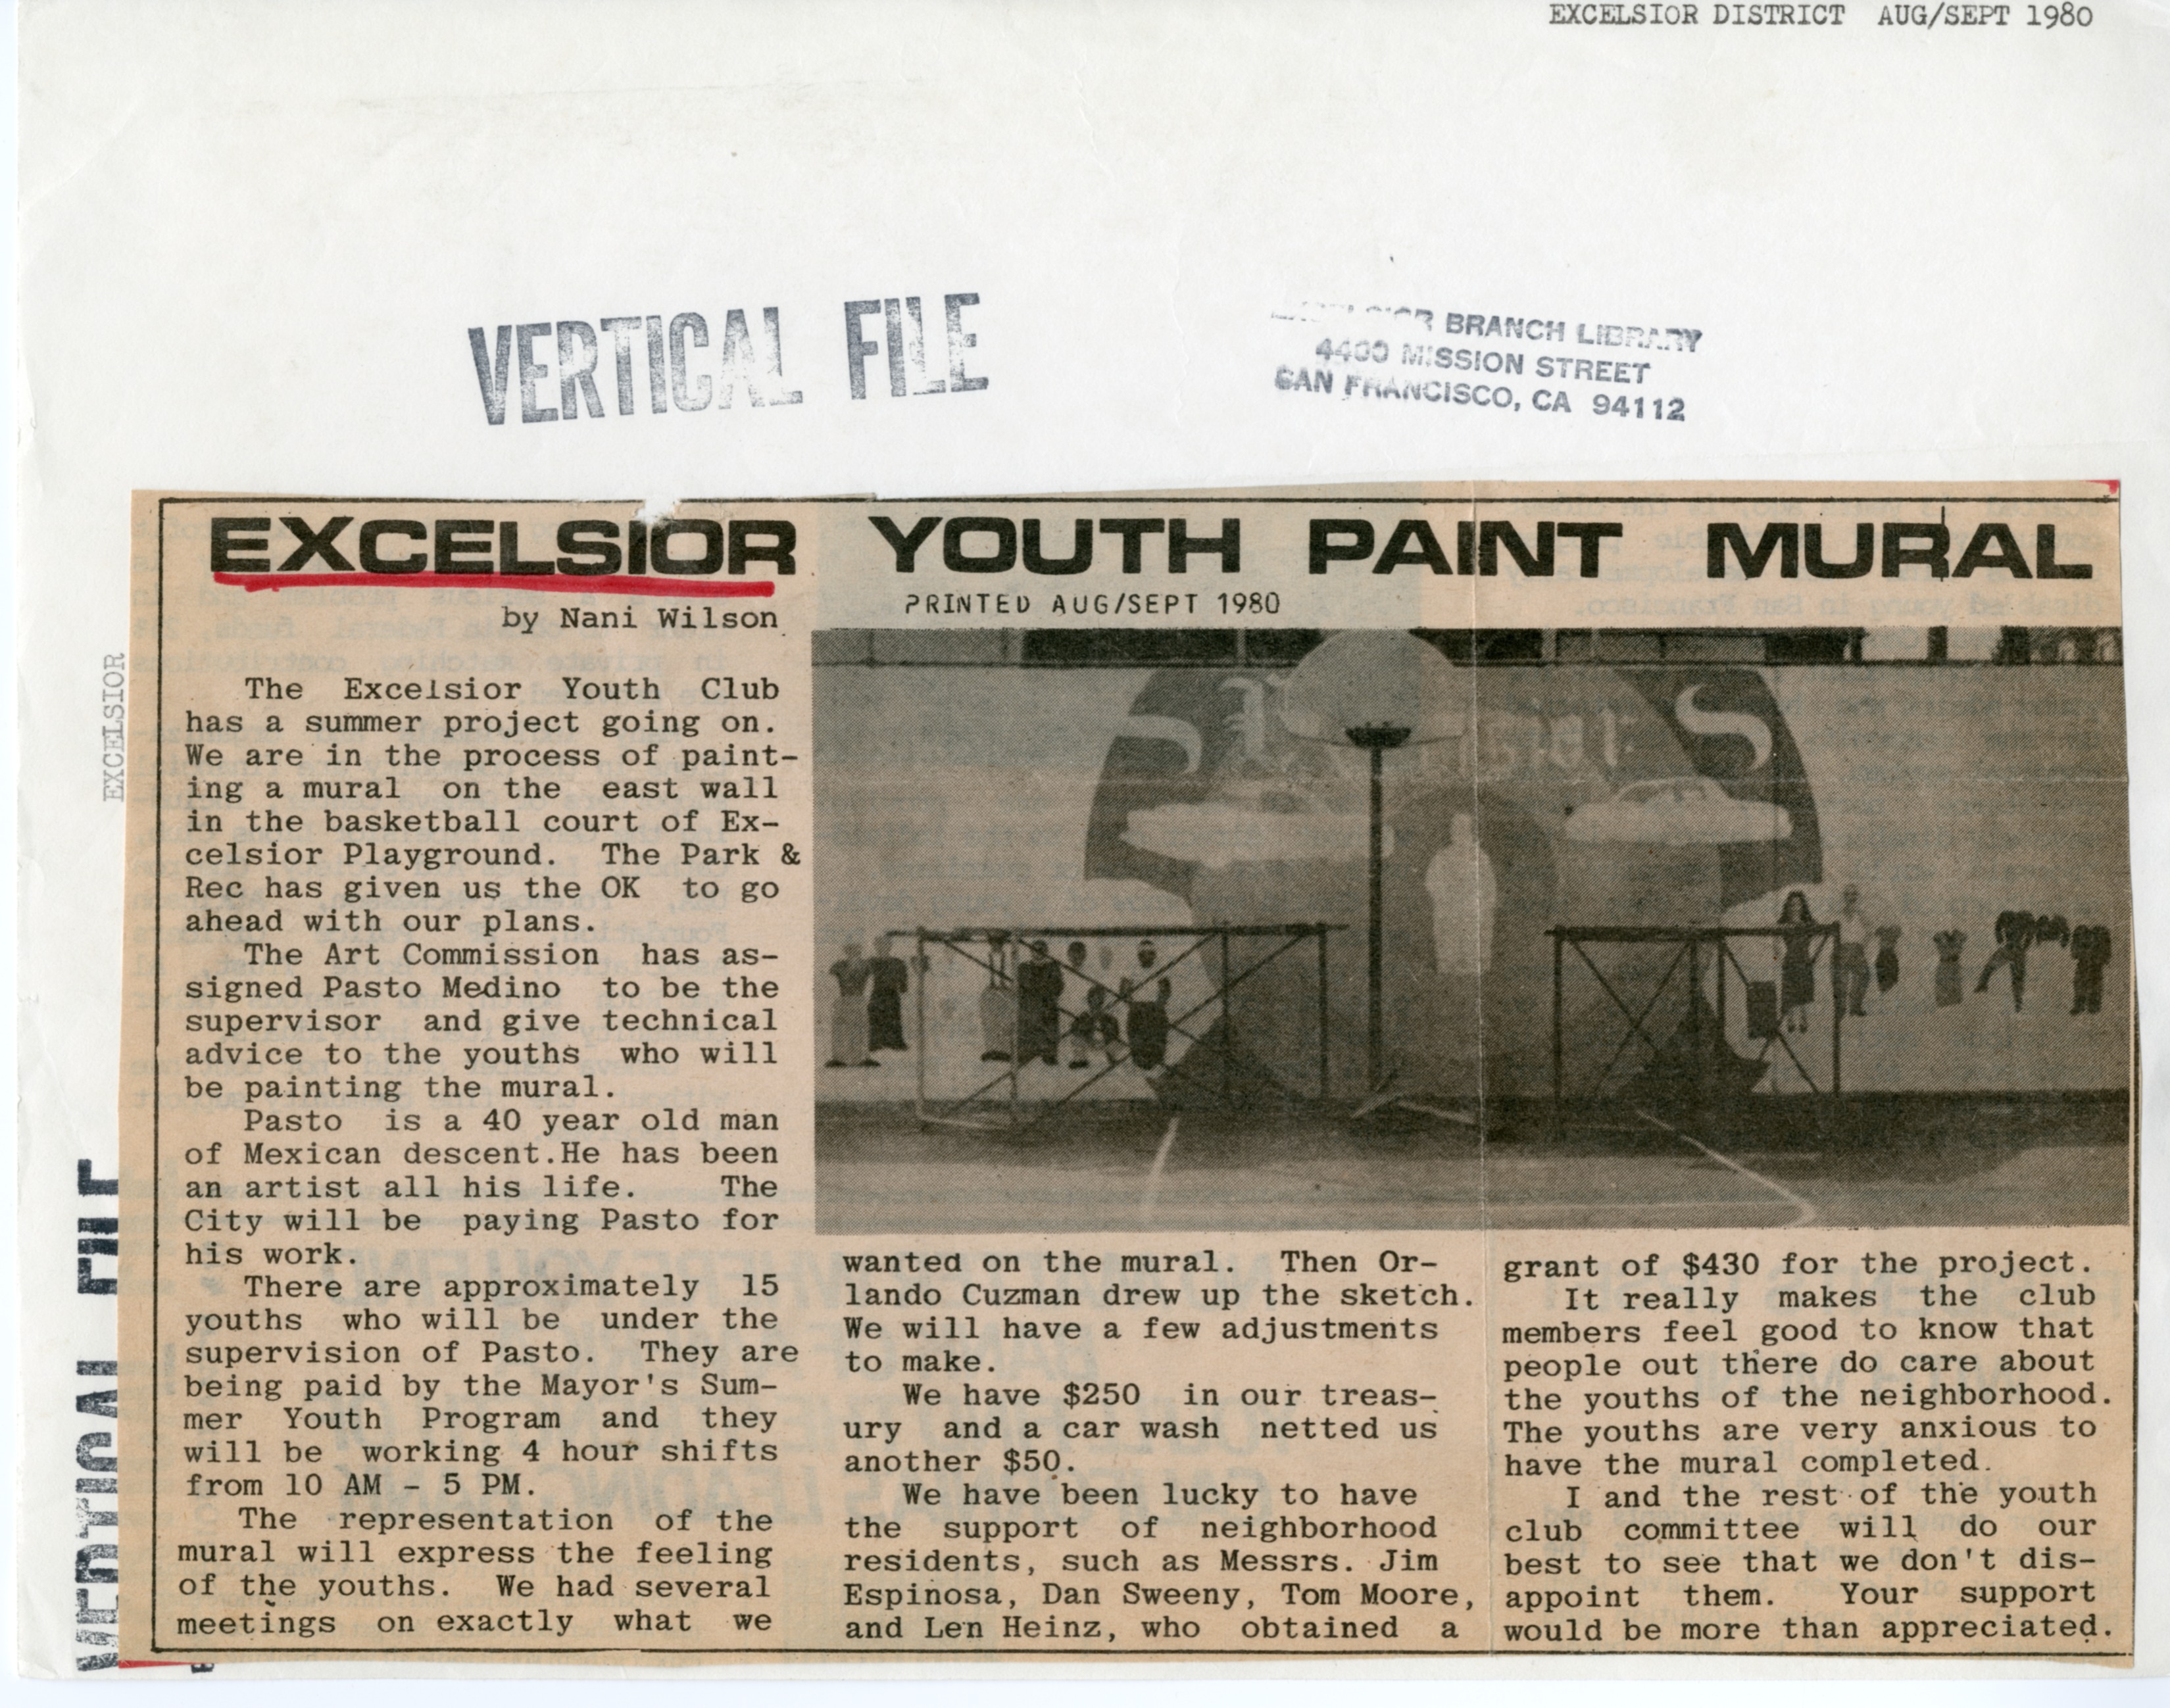 EXCELSIOR DISTRICT AUG/SEPT 1980
VERTICAL FILE
BRANCH LIBRARY
4400 MISSION STREET
SAN FRANCISCO, CA 94112
EXCELSIOR YOUTH PAINT MURAL
by Nani Wilson
PRINTED AUG/SEPT 1980
EXCELSIOR
VERTICAL FILE
The Excelsior Youth Club
has a summer project going on.
We are in the process of paint-
ing a mural on the east wall
in the basketball court of Ex-
celsior Playground. The Park &
Rec has given us the OK to go
ahead with our plans.
The Art Commission has as-
signed Pasto Medino to be the
supervisor and give technical
advice to the youths who will
be painting the mural.
Pasto is a 40 year old man
of Mexican descent.He has been
an artist all his life. The
City will be paying Pasto for
his work.
There are approximately 15
youths who will be under the
supervision of Pasto. They are
being paid by the Mayor's Sum-
mer Youth Program and they
will be working 4 hour shifts
from 10 AM - 5 PM.
The representation of the
mural will express the feeling
of the youths. We had several
meetings on exactly what we
wanted on the mural. Then Or-
lando Cuzman drew up the sketch.
We will have a few adjustments
to make.
We have $250 in our treas-
ury and a car wash netted us
another $50.
We have been lucky to have
the support of neighborhood
residents, such as Messrs. Jim
Espinosa, Dan Sweeny, Tom Moore,
and Len Heinz, who obtained a
grant of $430 for the project.
It really makes the club
members feel good to know that
people out there do care about
the youths of the neighborhood.
The youths are very anxious to
have the mural completed.
I and the rest of the youth
club committee will do our
best to see that we don't dis-
appoint them. Your support
would be more than appreciated.